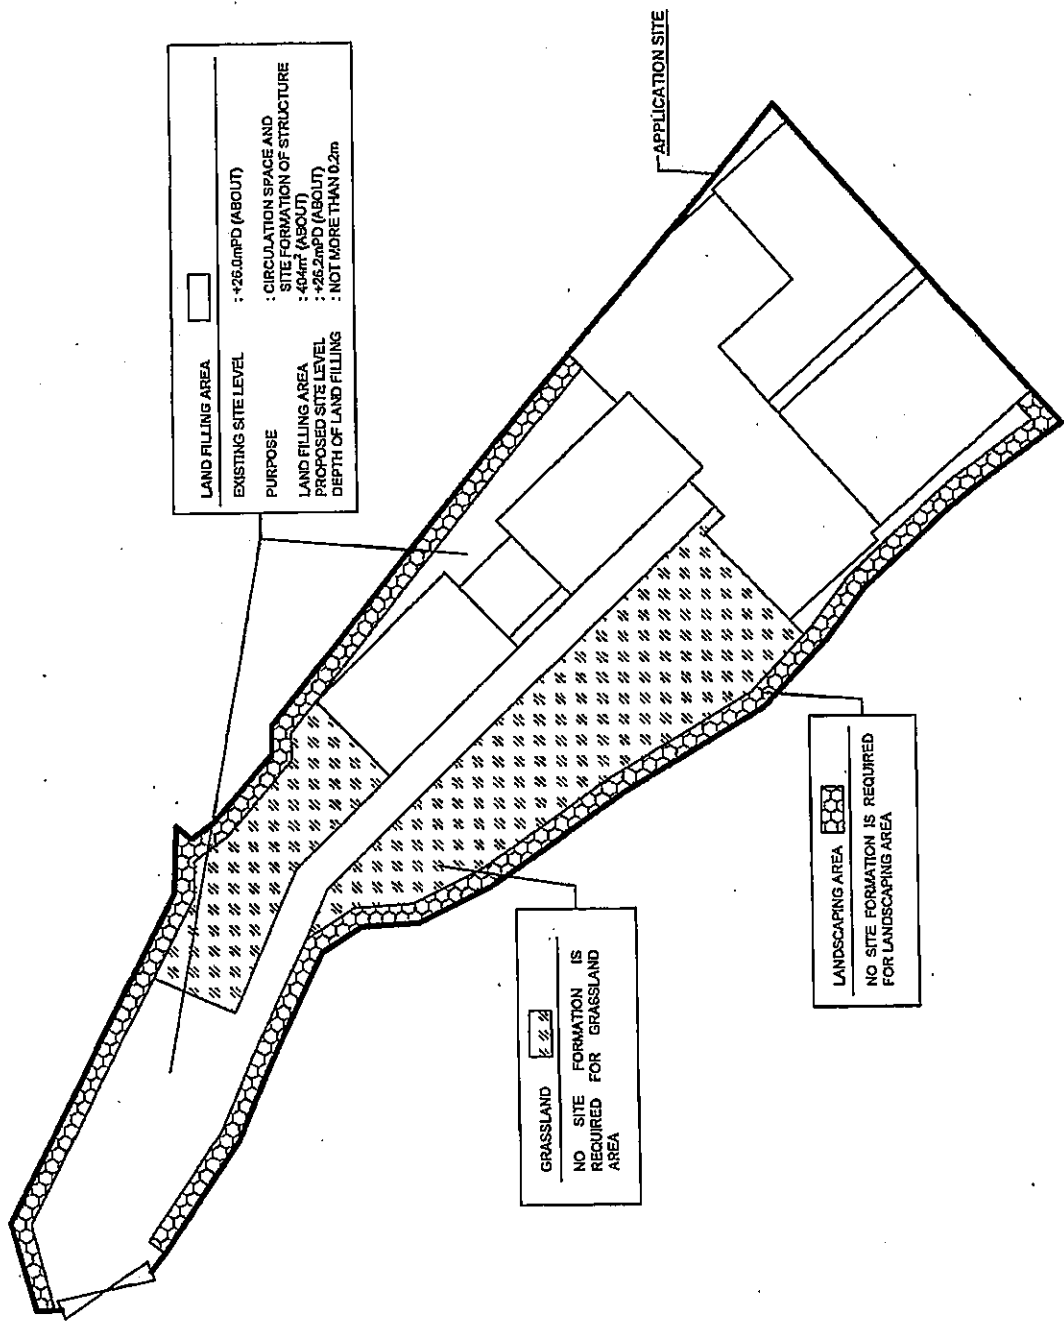 LAND FILLING AREA
EXISTING SITE LEVEL : +26.0mPD (ABOUT)
PURPOSE : CIRCULATION SPACE AND
SITE FORMATION OF STRUCTURE
LAND FILLING AREA : 404m² (ABOUT)
PROPOSED SITE LEVEL : +26.2mPD (ABOUT)
DEPTH OF LAND FILLING : NOT MORE THAN 0.2m
APPLICATION SITE
GRASSLAND
NO SITE FORMATION IS
REQUIRED FOR GRASSLAND
AREA
LANDSCAPING AREA
NO SITE FORMATION IS REQUIRED
FOR LANDSCAPING AREA